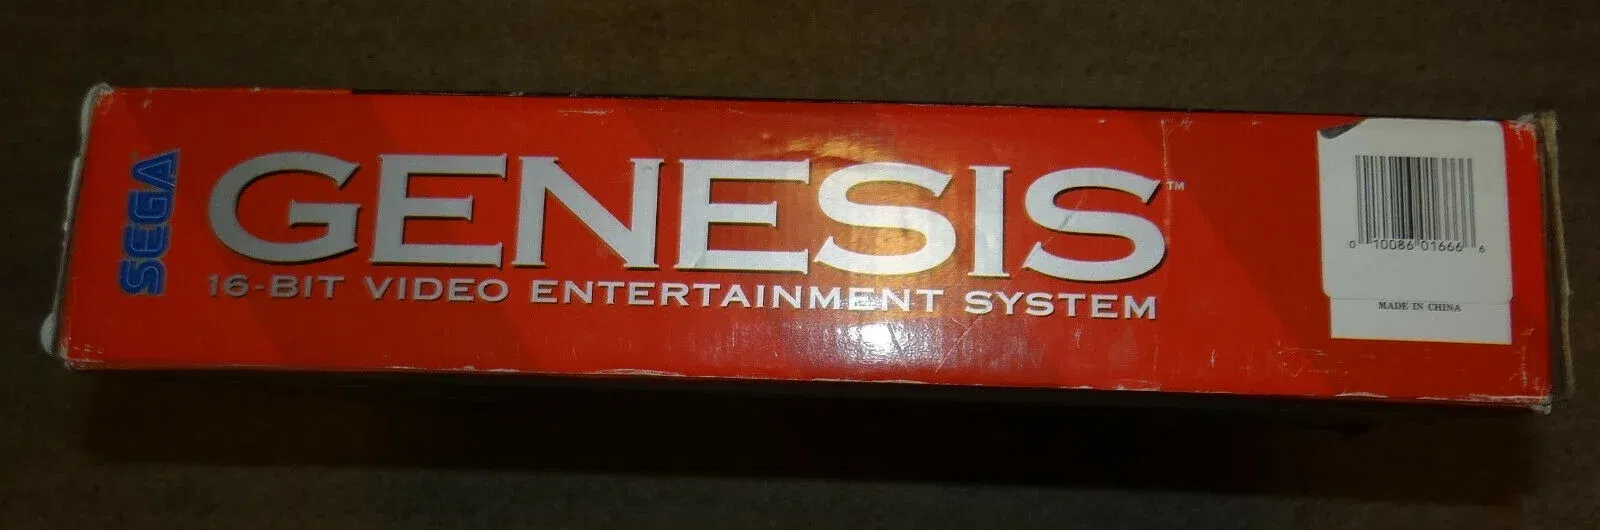 SEGA
GENESIS™
16-BIT VIDEO ENTERTAINMENT SYSTEM
0 10086 01666 6
MADE IN CHINA